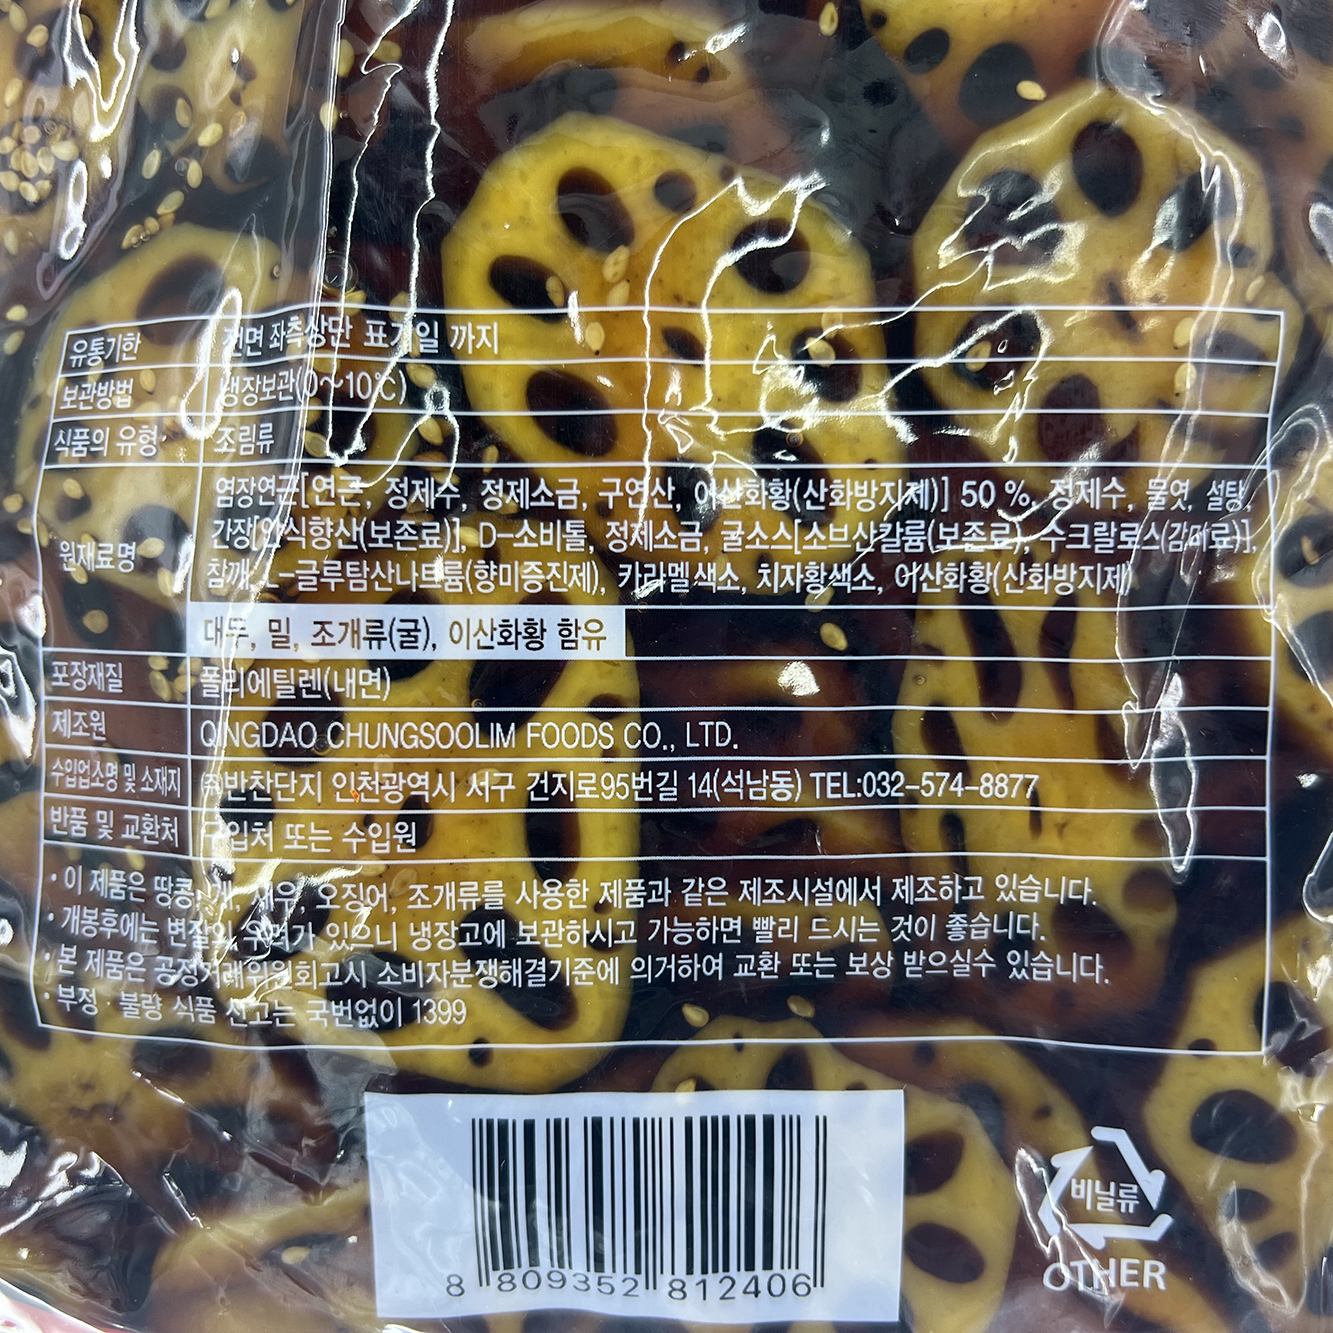 유통기한 전면 좌측상단 표기일 까지
보관방법 냉장보관(0~10℃)
식품의 유형 조림류
원재료명
염장연근[연근, 정제수, 정제소금, 구연산, 이산화황(산화방지제)] 50 %, 정제수, 물엿, 설탕,
간장[안식향산(보존료)], D-소비톨, 정제소금, 굴소스[소브산칼륨(보존료), 수크랄로스(감미료)],
참깨, L-글루탐산나트륨(향미증진제), 카라멜색소, 치자황색소, 이산화황(산화방지제)
대두, 밀, 조개류(굴), 이산화황 함유
포장재질 폴리에틸렌(내면)
제조원 QINGDAO CHUNGSOOLIM FOODS CO., LTD.
수입업소명 및 소재지 ㈜반찬단지 인천광역시 서구 건지로95번길 14(석남동) TEL:032-574-8877
반품 및 교환처 구입처 또는 수입원
· 이 제품은 땅콩, 게, 새우, 오징어, 조개류를 사용한 제품과 같은 제조시설에서 제조하고 있습니다.
· 개봉후에는 변질의 우려가 있으니 냉장고에 보관하시고 가능하면 빨리 드시는 것이 좋습니다.
· 본 제품은 공정거래위원회고시 소비자분쟁해결기준에 의거하여 교환 또는 보상 받으실수 있습니다.
· 부정 · 불량 식품 신고는 국번없이 1399
8 809352 812406
비닐류
OTHER